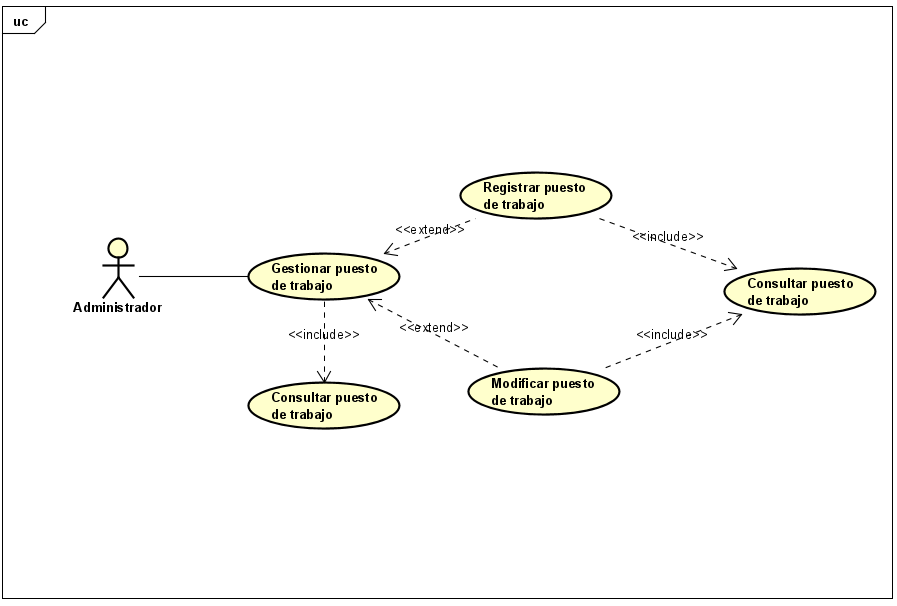 uc
Registrar puesto
de trabajo
<<extend>>
<<include>>
Gestionar puesto
de trabajo
Consultar puesto
de trabajo
Administrador
<<include>>
<<extend>>
<<include>>
Modificar puesto
de trabajo
Consultar puesto
de trabajo